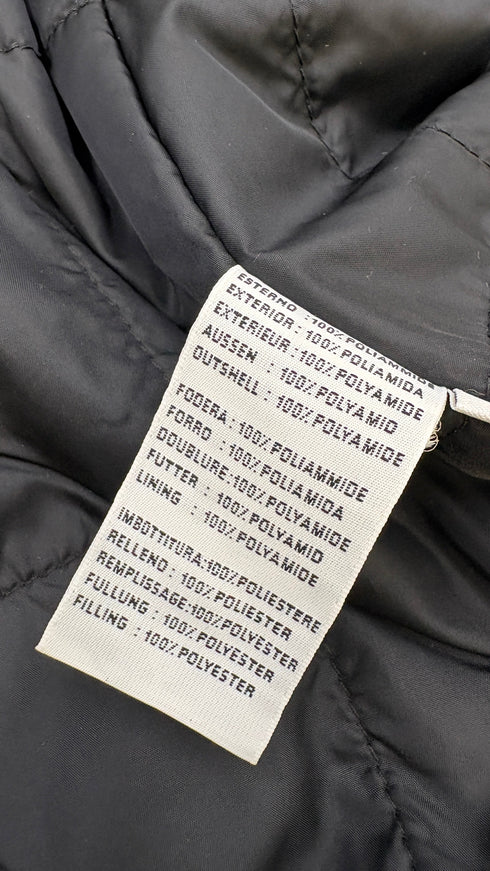 ESTERNO : 100% POLIAMMIDE
EXTERIOR : 100% POLIAMIDA
EXTERIEUR : 100% POLYAMIDE
AUSSEN : 100% POLYAMID
OUTSHELL : 100% POLYAMIDE
FODERA : 100% POLIAMMIDE
FORRO : 100% POLIAMIDA
DOUBLURE: 100% POLYAMIDE
FUTTER : 100% POLYAMID
LINING : 100% POLYAMIDE
IMBOTTITURA:100% POLIESTERE
RELLENO : 100% POLIESTER
REMPLISSAGE:100% POLYESTER
FULLUNG : 100% POLYESTER
FILLING : 100% POLYESTER